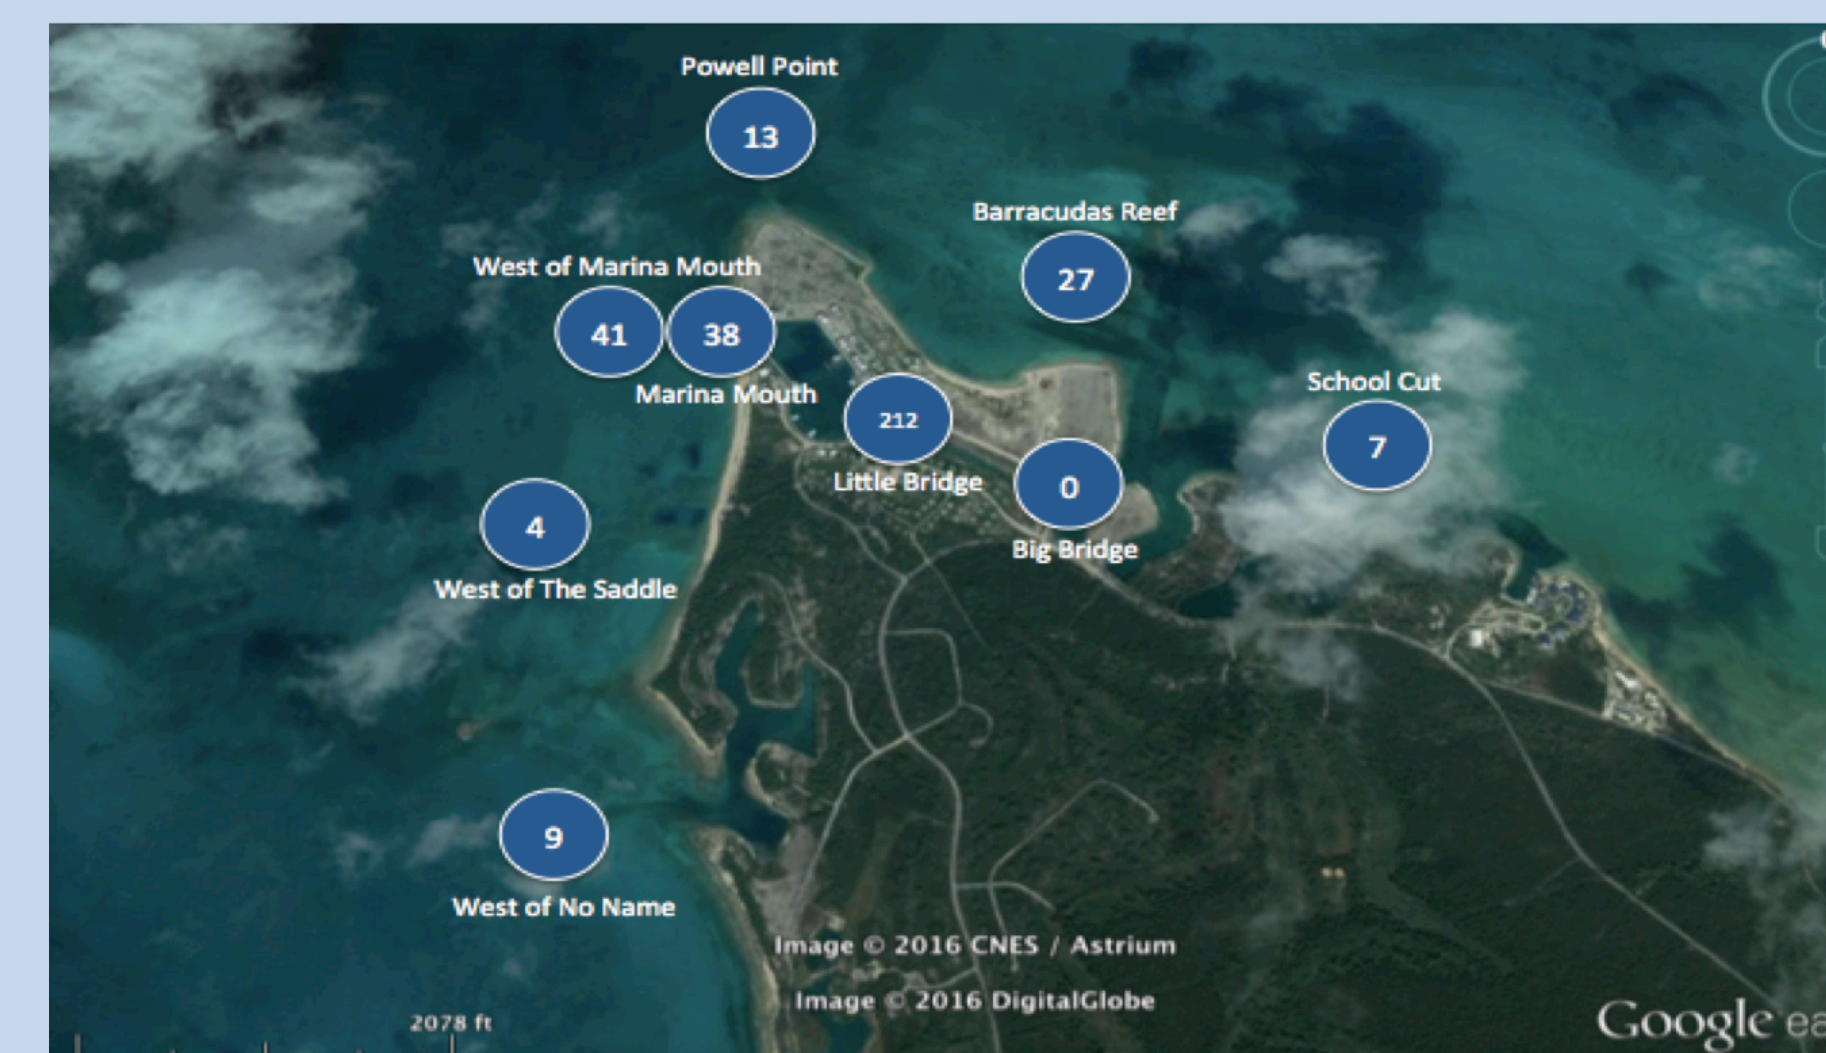 Powell Point
13
Barracudas Reef
27
West of Marina Mouth
41
38
Marina Mouth
School Cut
7
212
Little Bridge
0
Big Bridge
4
West of The Saddle
9
West of No Name
Image © 2016 CNES / Astrium
Image © 2016 DigitalGlobe
2078 ft
Google ea